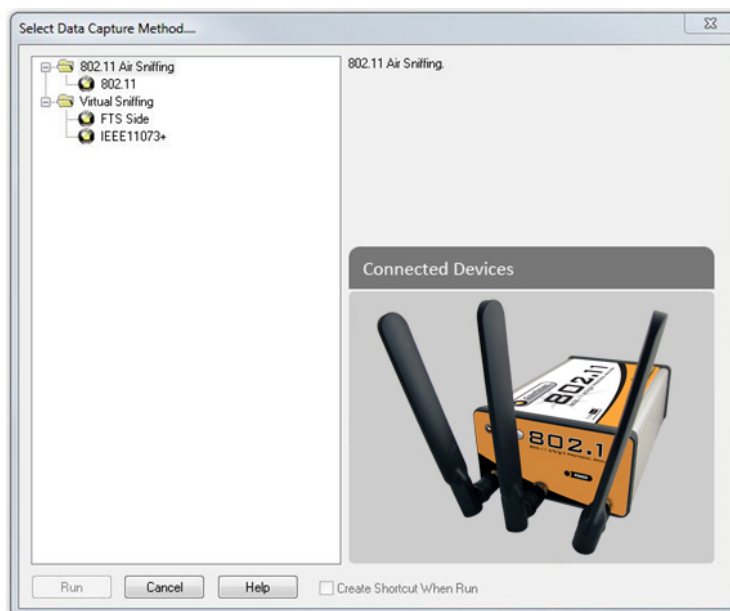 Select Data Capture Method....
802.11 Air Sniffing
802.11
Virtual Sniffing
FTS Side
IEEE11073+
802.11 Air Sniffing.
Connected Devices
802.11
802.1
POWER
Run
Cancel
Help
Create Shortcut When Run